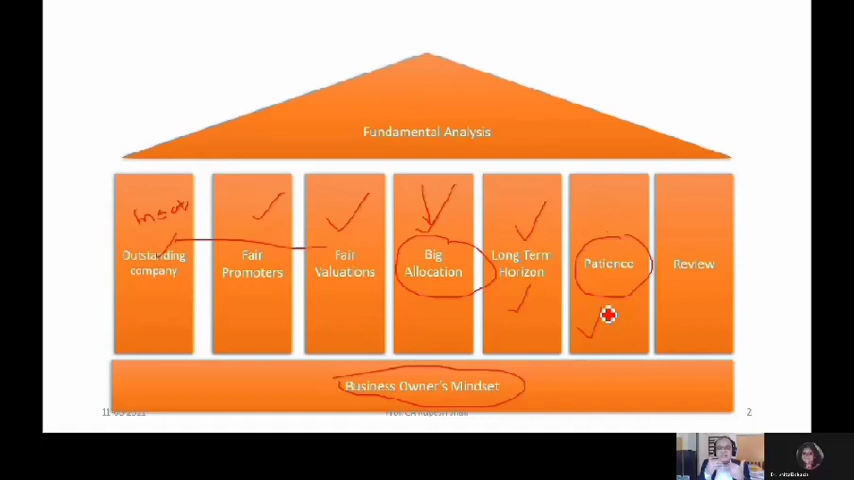 Fundamental Analysis
Outstanding
company
Fair
Promoters
Fair
Valuations
Big
Allocation
Long Term
Horizon
Patience
Review
Business Owner's Mindset
2